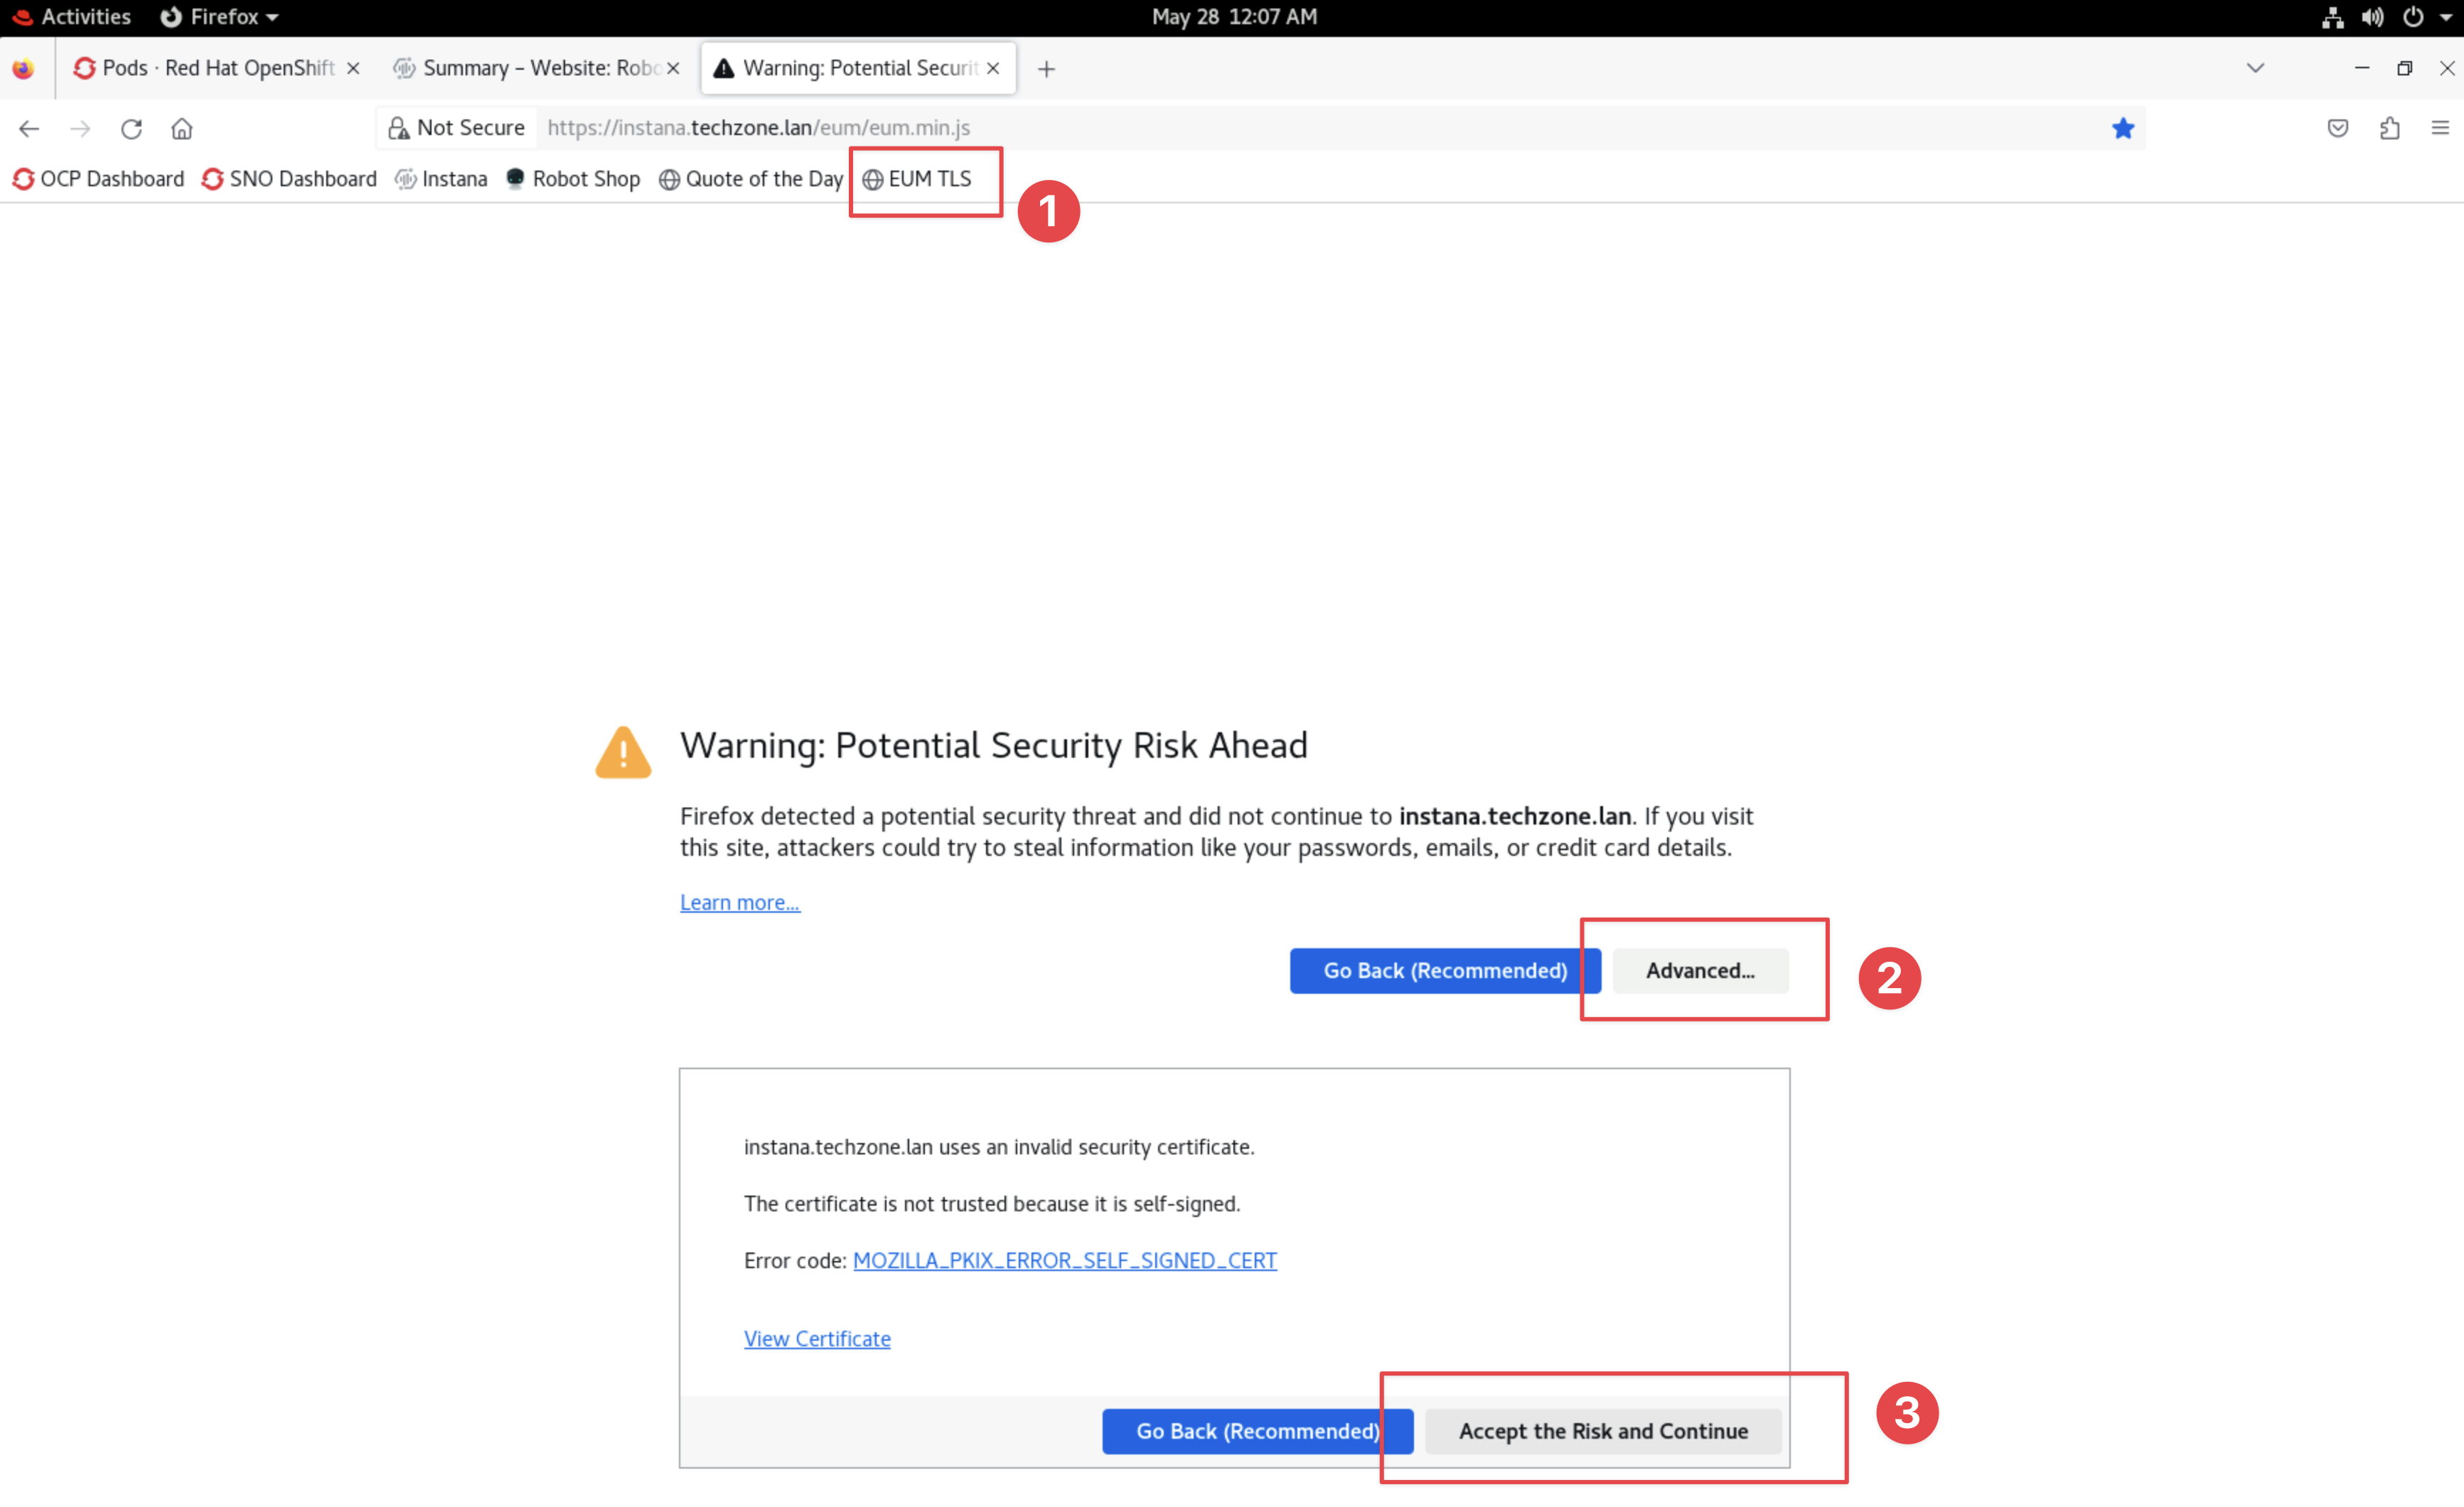 Activities Firefox May 28 12:07 AM
Pods · Red Hat OpenShift Summary – Website: Robo Warning: Potential Securit
Not Secure https://instana.techzone.lan/eum/eum.min.js
OCP Dashboard SNO Dashboard Instana Robot Shop Quote of the Day EUM TLS
1
Warning: Potential Security Risk Ahead
Firefox detected a potential security threat and did not continue to instana.techzone.lan. If you visit
this site, attackers could try to steal information like your passwords, emails, or credit card details.
Learn more...
Go Back (Recommended) Advanced...
2
instana.techzone.lan uses an invalid security certificate.
The certificate is not trusted because it is self-signed.
Error code: MOZILLA_PKIX_ERROR_SELF_SIGNED_CERT
View Certificate
Go Back (Recommended) Accept the Risk and Continue
3